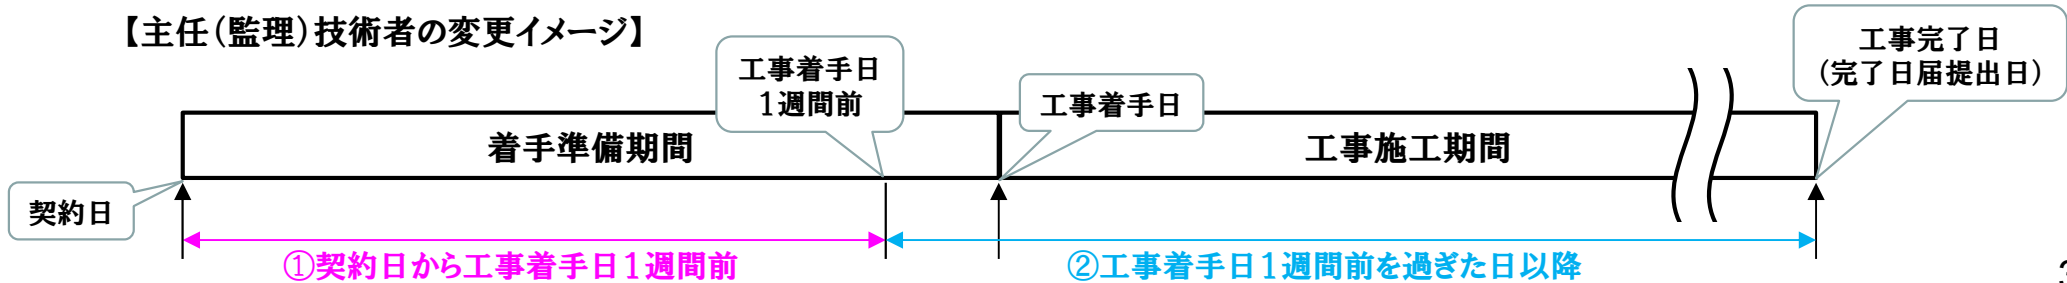 【主任(監理)技術者の変更イメージ】
工事着手日
1週間前
工事着手日
工事完了日
(完了日届提出日)
着手準備期間
工事施工期間
契約日
①契約日から工事着手日1週間前
②工事着手日1週間前を過ぎた日以降